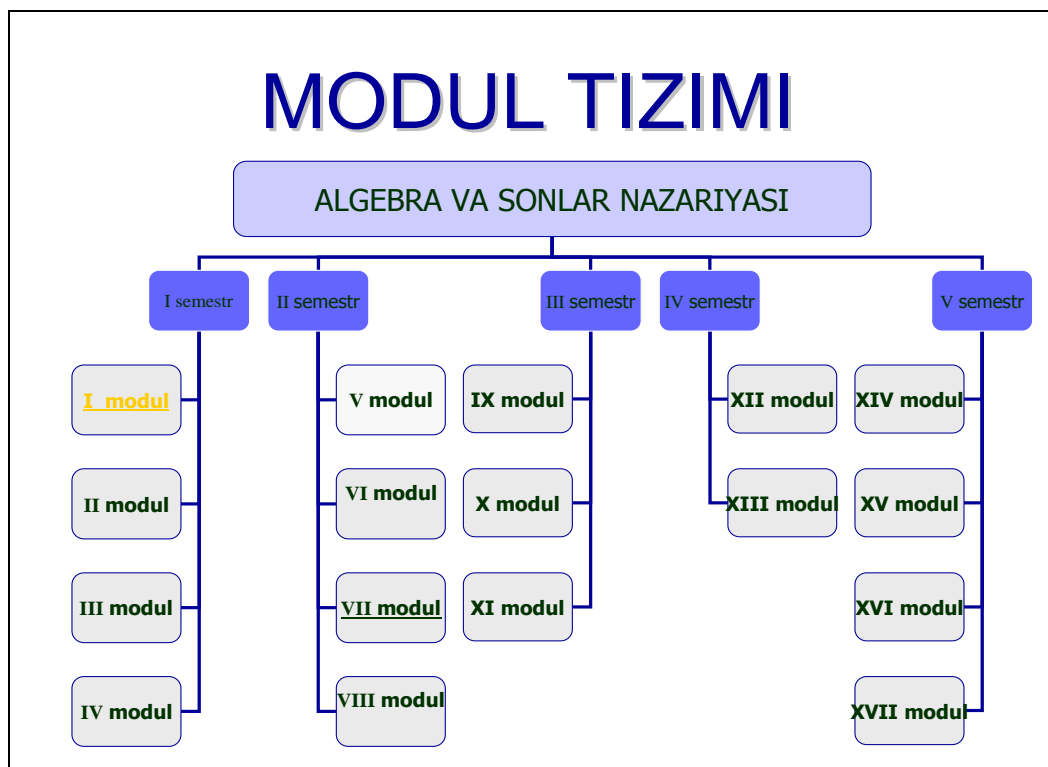 MODUL TIZIMI
ALGEBRA VA SONLAR NAZARIYASI
I semestr
II semestr
III semestr
IV semestr
V semestr
I modul
V modul
IX modul
XII modul
XIV modul
II modul
VI modul
X modul
XIII modul
XV modul
III modul
VII modul
XI modul
XVI modul
IV modul
VIII modul
XVII modul